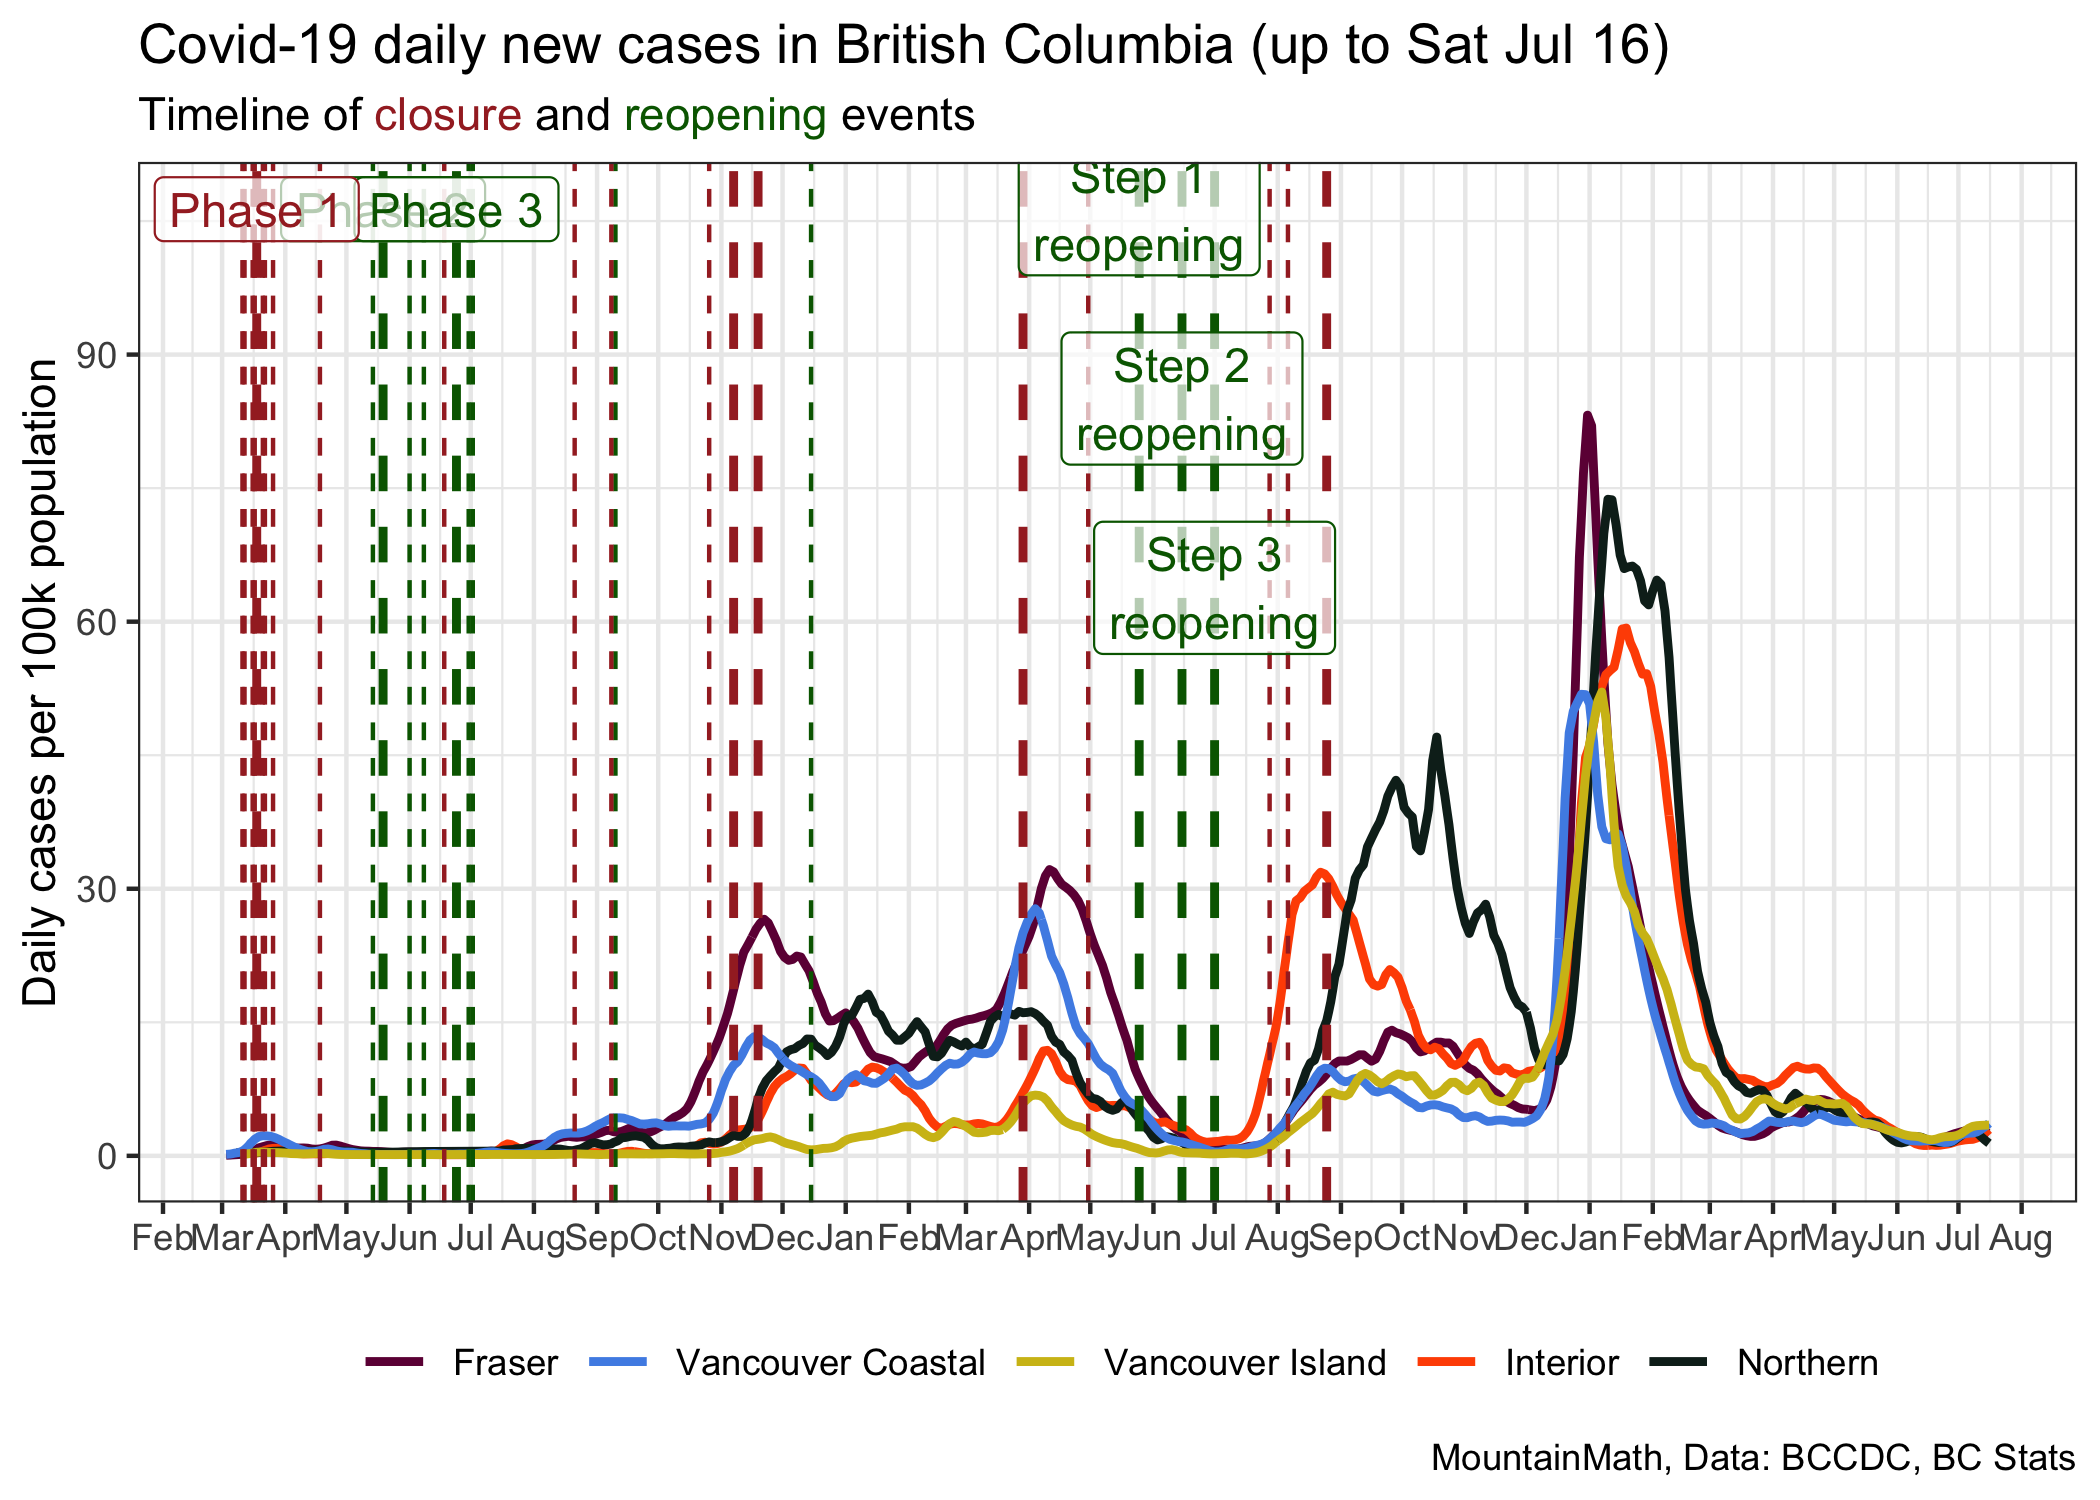 Covid-19 daily new cases in British Columbia (up to Sat Jul 16)
Timeline of closure and reopening events
Phase 1 Phase 2 Phase 3
Step 1
reopening
Step 2
reopening
Step 3
reopening
Daily cases per 100k population
90
60
30
0
Feb Mar Apr May Jun Jul Aug Sep Oct Nov Dec Jan Feb Mar Apr May Jun Jul Aug Sep Oct Nov Dec Jan Feb Mar Apr May Jun Jul Aug
Fraser Vancouver Coastal Vancouver Island Interior Northern
MountainMath, Data: BCCDC, BC Stats